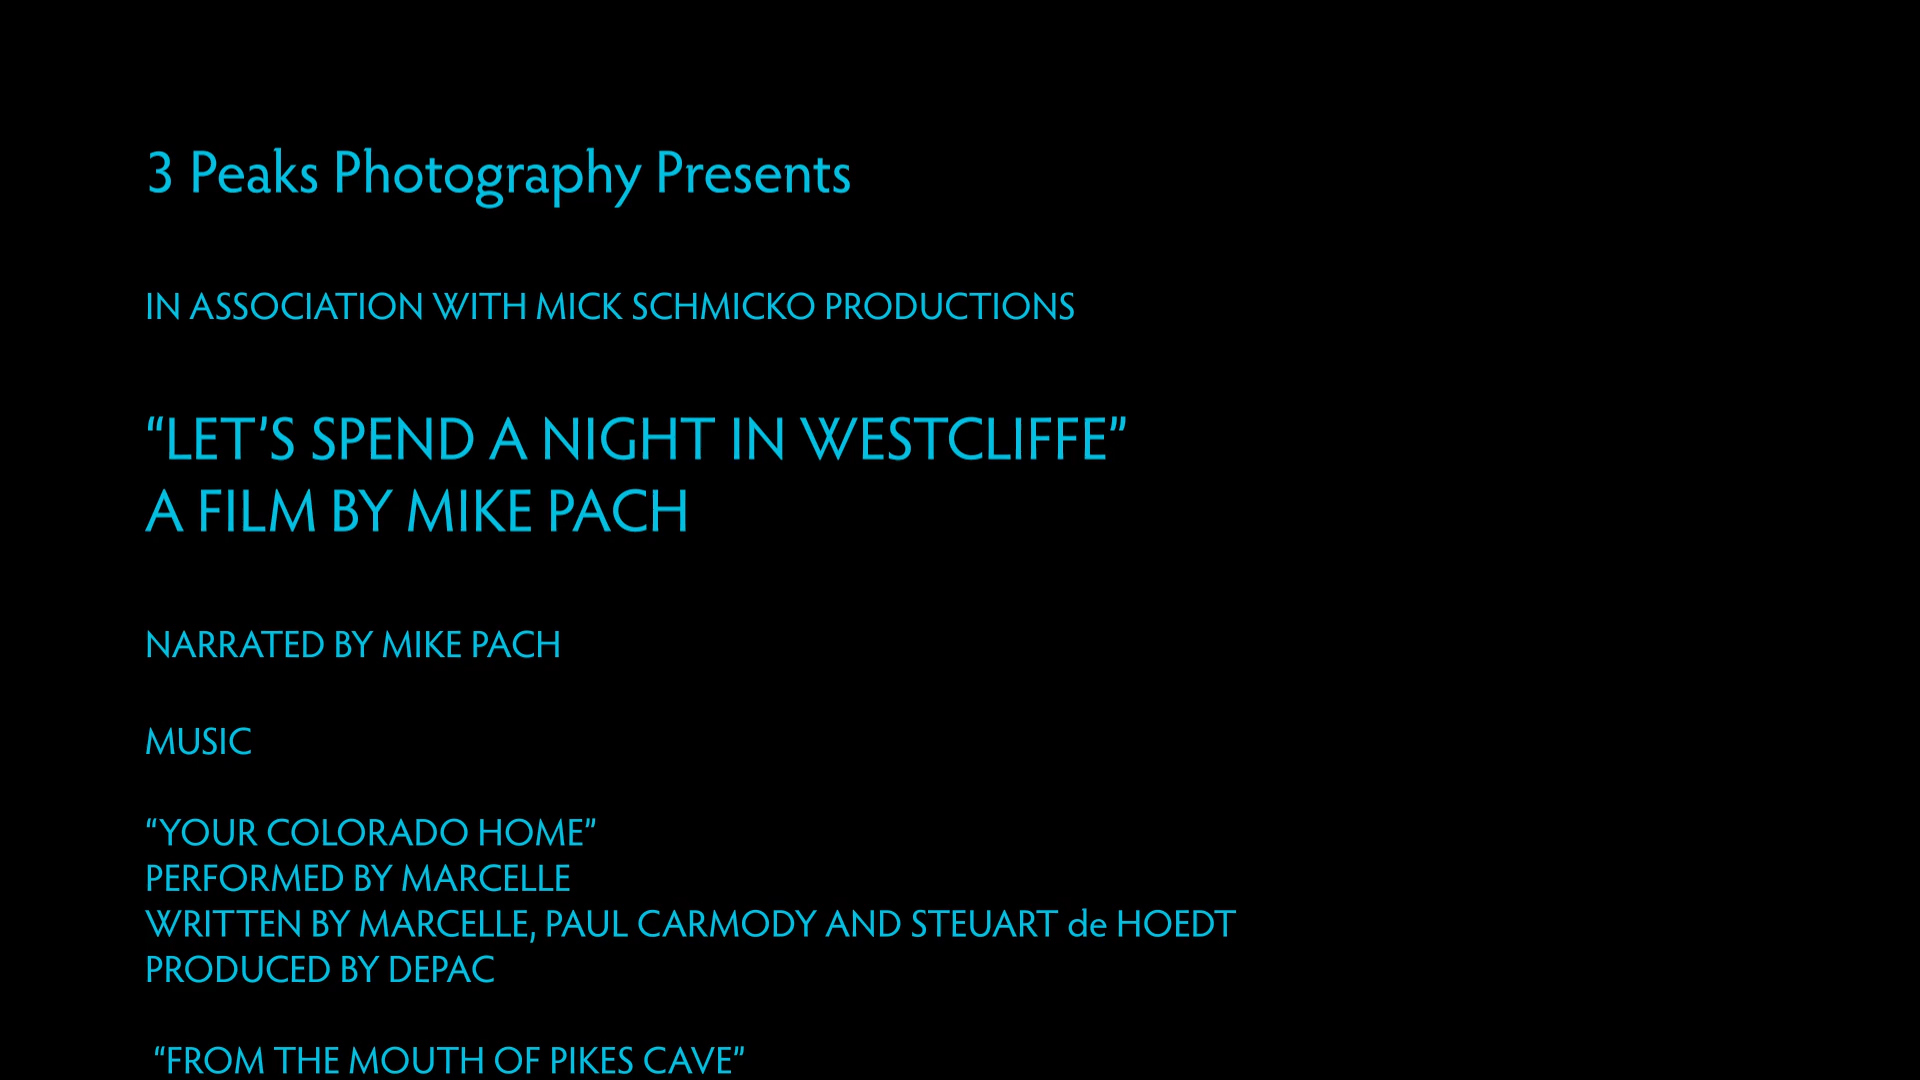 3 Peaks Photography Presents
IN ASSOCIATION WITH MICK SCHMICKO PRODUCTIONS
“LET’S SPEND A NIGHT IN WESTCLIFFE”
A FILM BY MIKE PACH
NARRATED BY MIKE PACH
MUSIC
“YOUR COLORADO HOME”
PERFORMED BY MARCELLE
WRITTEN BY MARCELLE, PAUL CARMODY AND STEUART de HOEDT
PRODUCED BY DEPAC
“FROM THE MOUTH OF PIKES CAVE”